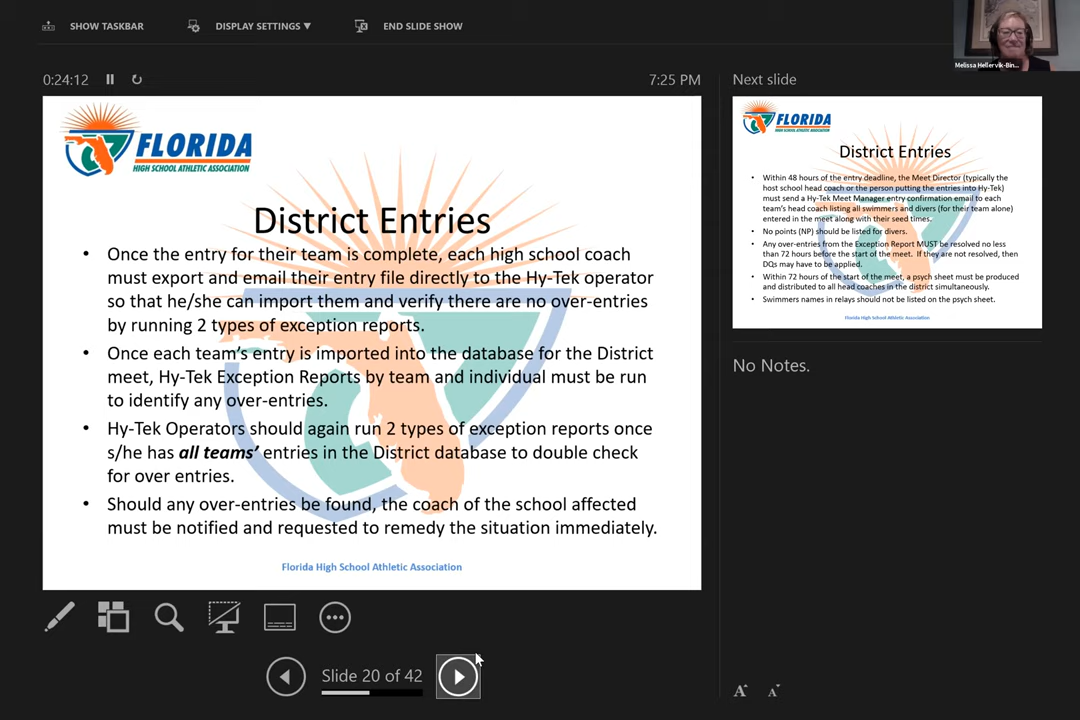 SHOW TASKBAR
DISPLAY SETTINGS ▼
END SLIDE SHOW
Melissa Hellervik-Bin...
0:24:12
7:25 PM
Next slide
FLORIDA
HIGH SCHOOL ATHLETIC ASSOCIATION
District Entries
• Once the entry for their team is complete, each high school coach
must export and email their entry file directly to the Hy-Tek operator
so that he/she can import them and verify there are no over-entries
by running 2 types of exception reports.
• Once each team's entry is imported into the database for the District
meet, Hy-Tek Exception Reports by team and individual must be run
to identify any over-entries.
• Hy-Tek Operators should again run 2 types of exception reports once
s/he has all teams' entries in the District database to double check
for over entries.
• Should any over-entries be found, the coach of the school affected
must be notified and requested to remedy the situation immediately.
Florida High School Athletic Association
FLORIDA
HIGH SCHOOL ATHLETIC ASSOCIATION
District Entries
• Within 48 hours of the entry deadline, the Meet Director (typically the
host school head coach or the person putting the entries into Hy-Tek)
must send a Hy-Tek Meet Manager entry confirmation email to each
team's head coach listing all swimmers and divers (for their team alone)
entered in the meet along with their seed times.
• No points (NP) should be listed for divers.
• Any over-entries from the Exception Report MUST be resolved no less
than 72 hours before the start of the meet. If they are not resolved, then
DQs may have to be applied.
• Within 72 hours of the start of the meet, a psych sheet must be produced
and distributed to all head coaches in the district simultaneously.
• Swimmers names in relays should not be listed on the psych sheet.
Florida High School Athletic Association
No Notes.
Slide 20 of 42
A A